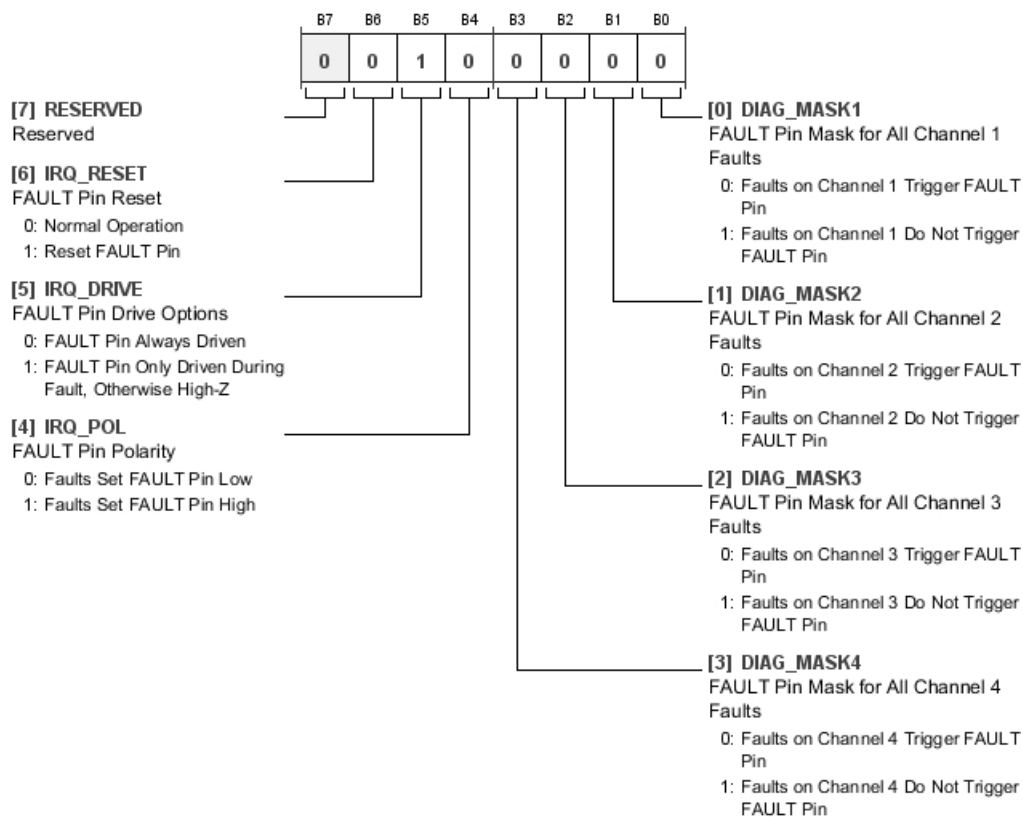 B7 B6 B5 B4 B3 B2 B1 B0
0 0 1 0 0 0 0 0
[7] RESERVED
Reserved
[6] IRQ_RESET
FAULT Pin Reset
0: Normal Operation
1: Reset FAULT Pin
[5] IRQ_DRIVE
FAULT Pin Drive Options
0: FAULT Pin Always Driven
1: FAULT Pin Only Driven During
Fault, Otherwise High-Z
[4] IRQ_POL
FAULT Pin Polarity
0: Faults Set FAULT Pin Low
1: Faults Set FAULT Pin High
[0] DIAG_MASK1
FAULT Pin Mask for All Channel 1
Faults
0: Faults on Channel 1 Trigger FAULT
Pin
1: Faults on Channel 1 Do Not Trigger
FAULT Pin
[1] DIAG_MASK2
FAULT Pin Mask for All Channel 2
Faults
0: Faults on Channel 2 Trigger FAULT
Pin
1: Faults on Channel 2 Do Not Trigger
FAULT Pin
[2] DIAG_MASK3
FAULT Pin Mask for All Channel 3
Faults
0: Faults on Channel 3 Trigger FAULT
Pin
1: Faults on Channel 3 Do Not Trigger
FAULT Pin
[3] DIAG_MASK4
FAULT Pin Mask for All Channel 4
Faults
0: Faults on Channel 4 Trigger FAULT
Pin
1: Faults on Channel 4 Do Not Trigger
FAULT Pin